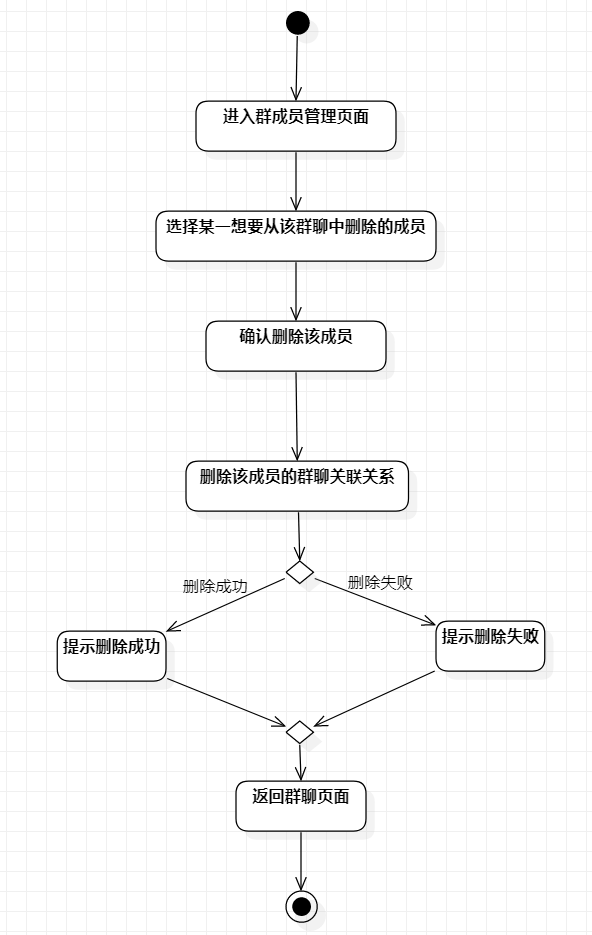 进入群成员管理页面
选择某一想要从该群聊中删除的成员
确认删除该成员
删除该成员的群聊关联关系
删除成功
删除失败
提示删除成功
提示删除失败
返回群聊页面